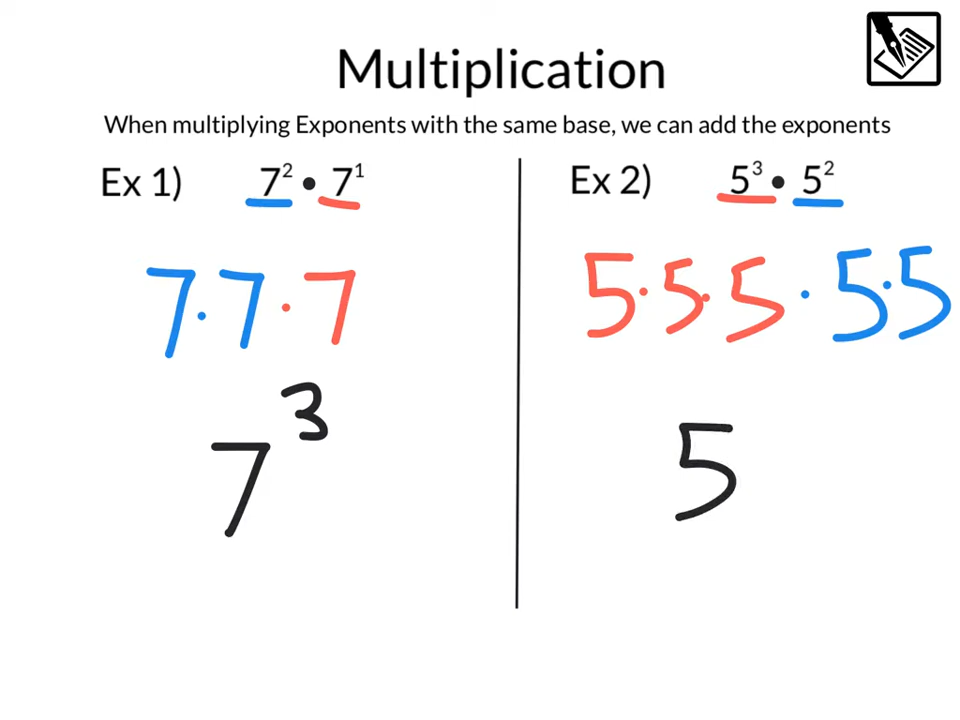 Multiplication
When multiplying Exponents with the same base, we can add the exponents
Ex 1) 7² • 7¹
7 · 7 · 7
7³
Ex 2) 5³ • 5²
5 · 5 · 5 · 5 · 5
5